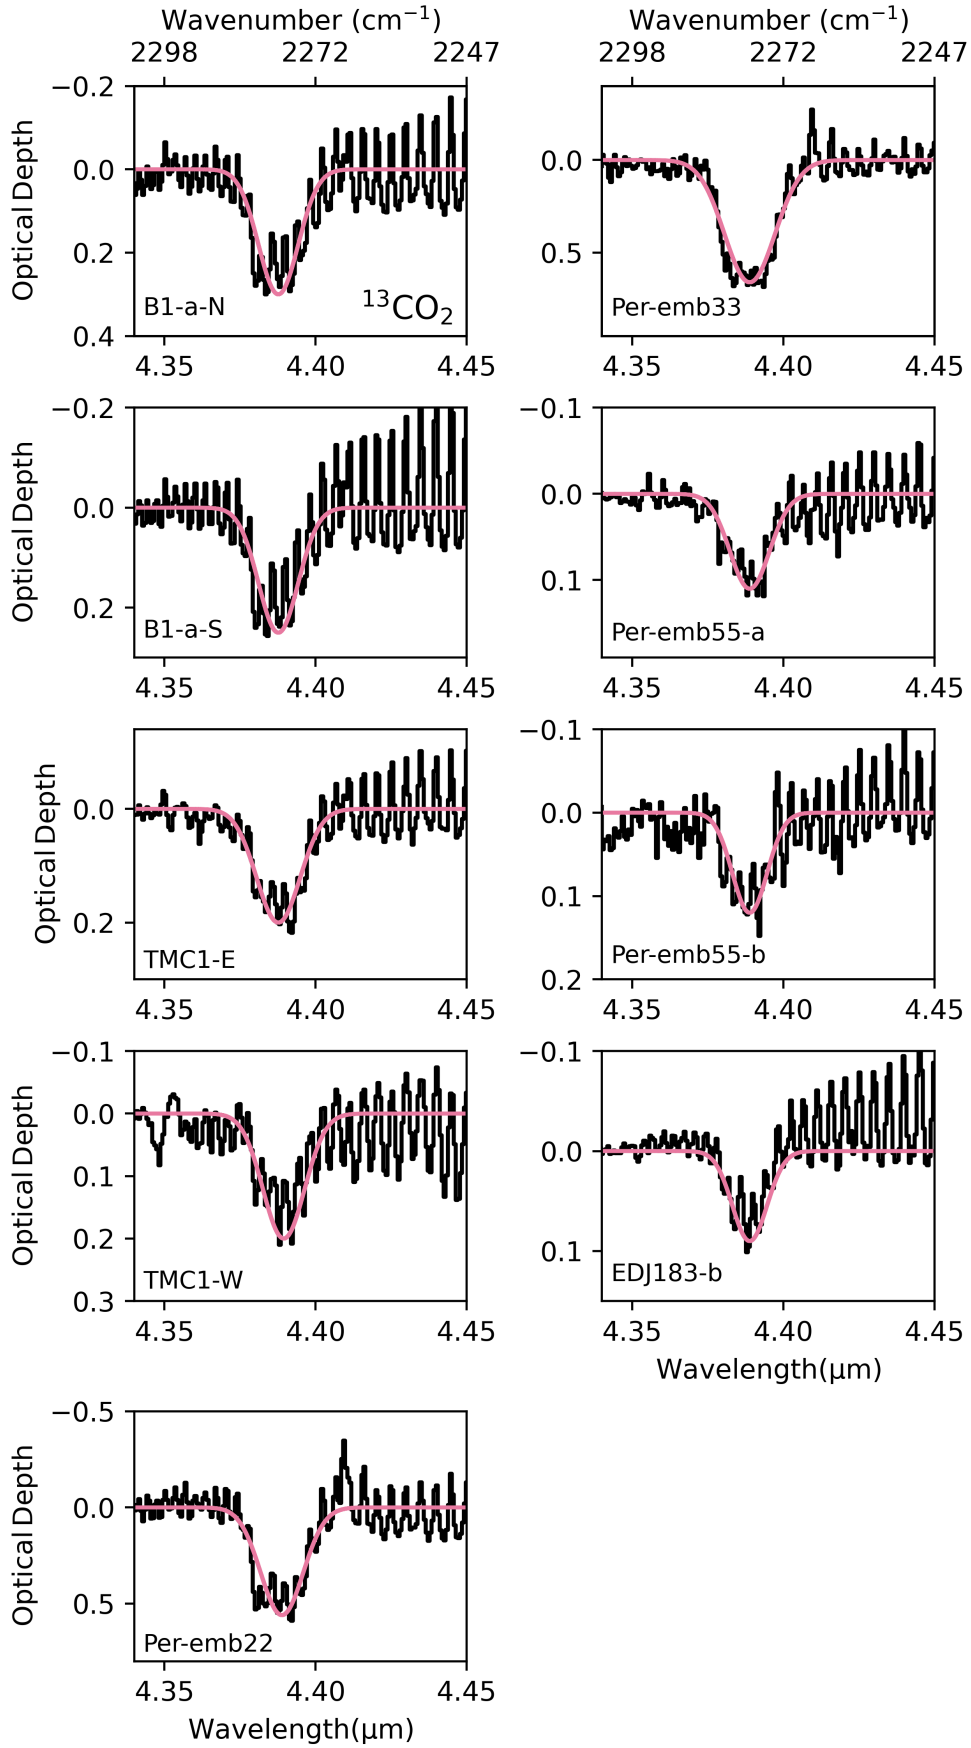 Wavenumber (cm⁻¹) Wavenumber (cm⁻¹)
2298 2272 2247 2298 2272 2247
−0.2
0.0
0.2
0.4
Optical Depth
B1-a-N
¹³CO₂
4.35 4.40 4.45
0.0
0.5
Per-emb33
4.35 4.40 4.45
−0.2
0.0
0.2
Optical Depth
B1-a-S
4.35 4.40 4.45
−0.1
0.0
0.1
Per-emb55-a
4.35 4.40 4.45
0.0
0.2
Optical Depth
TMC1-E
4.35 4.40 4.45
−0.1
0.0
0.1
0.2
Per-emb55-b
4.35 4.40 4.45
−0.1
0.0
0.1
0.2
0.3
Optical Depth
TMC1-W
4.35 4.40 4.45
−0.1
0.0
0.1
EDJ183-b
4.35 4.40 4.45
Wavelength(μm)
−0.5
0.0
0.5
Optical Depth
Per-emb22
4.35 4.40 4.45
Wavelength(μm)